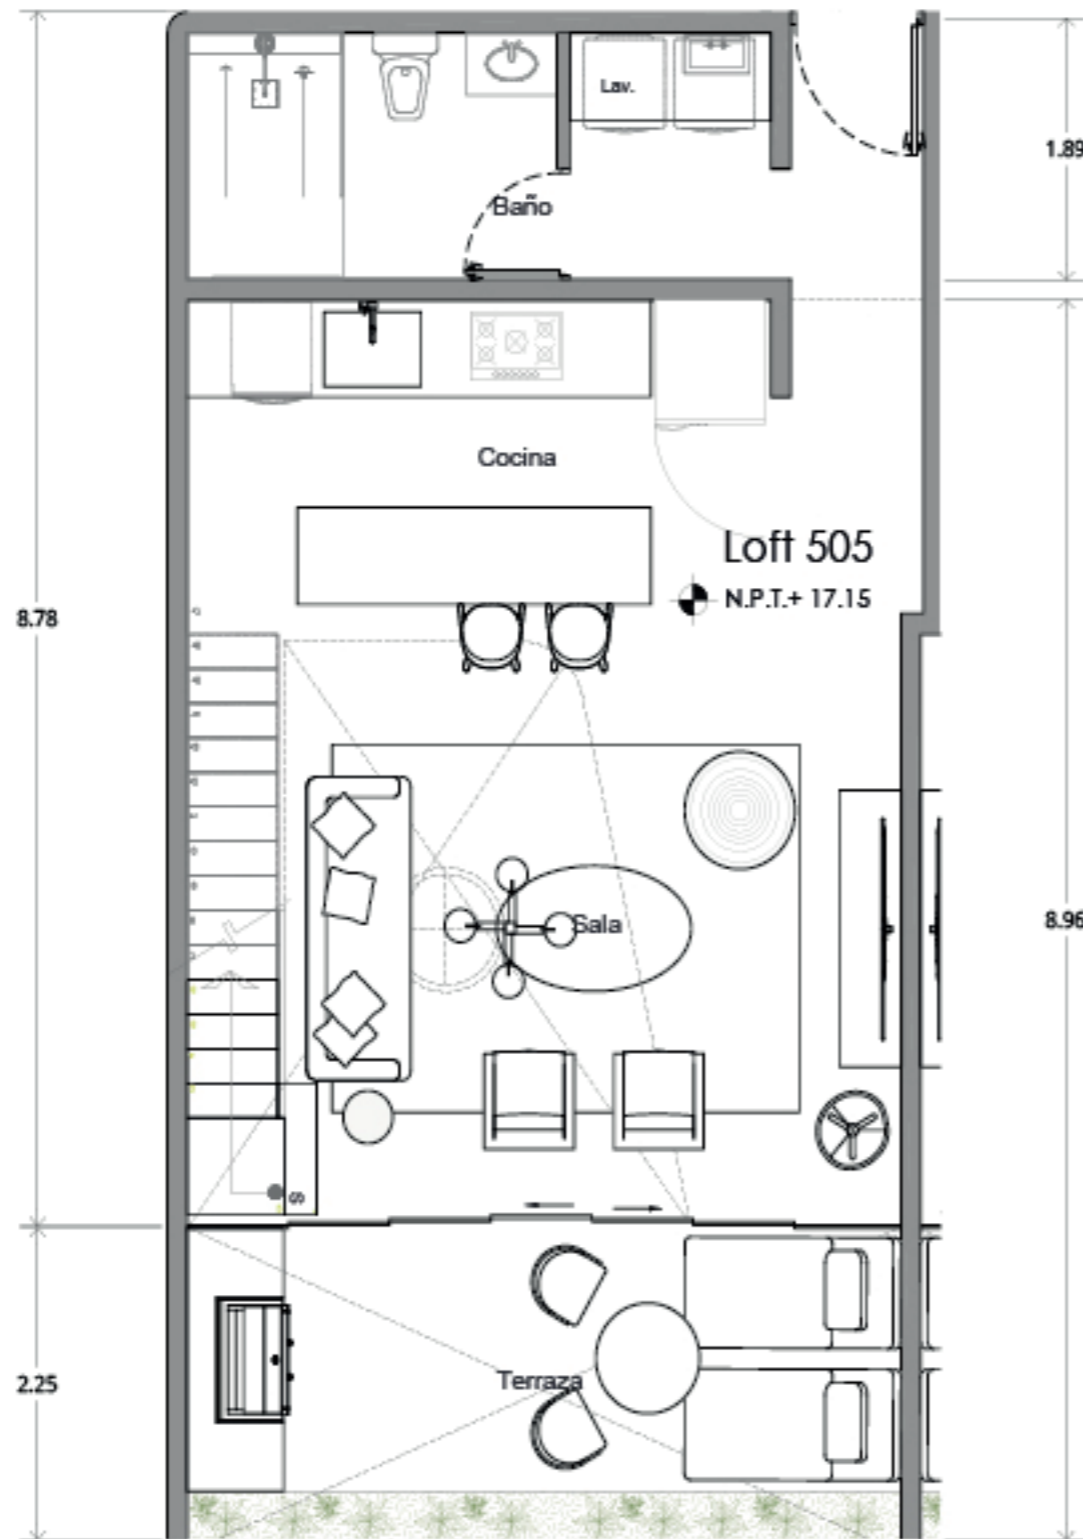 Lav.
1.89
Baño
Cocina
Loft 505
N.P.T.+ 17.15
8.78
Sala
8.96
S
2.25
Terraza